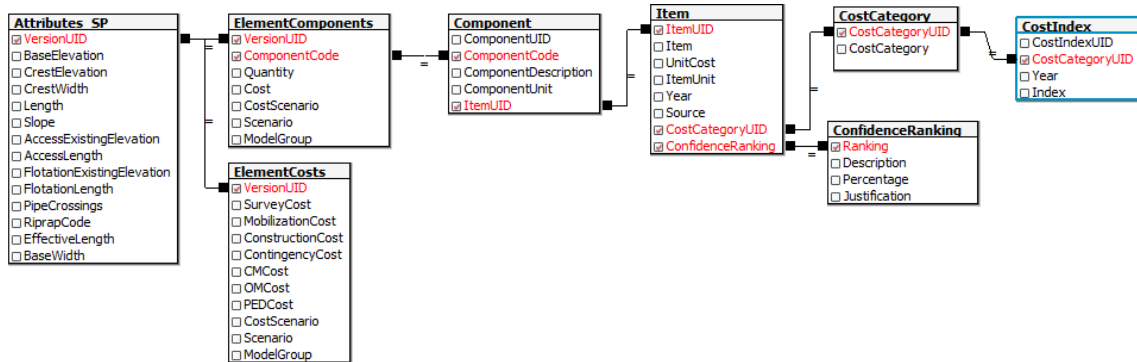 Attributes_SP
VersionUID
BaseElevation
CrestElevation
CrestWidth
Length
Slope
AccessExistingElevation
AccessLength
FlotationExistingElevation
FlotationLength
PipeCrossings
RiprapCode
EffectiveLength
BaseWidth
ElementComponents
VersionUID
ComponentCode
Quantity
Cost
CostScenario
Scenario
ModelGroup
ElementCosts
VersionUID
SurveyCost
MobilizationCost
ConstructionCost
ContingencyCost
CMCost
OMCost
PEDCost
CostScenario
Scenario
ModelGroup
Component
ComponentUID
ComponentCode
ComponentDescription
ComponentUnit
ItemUID
Item
ItemUID
Item
UnitCost
ItemUnit
Year
Source
CostCategoryUID
ConfidenceRanking
CostCategory
CostCategoryUID
CostCategory
ConfidenceRanking
Ranking
Description
Percentage
Justification
CostIndex
CostIndexUID
CostCategoryUID
Year
Index
=
=
=
=
=
=
=